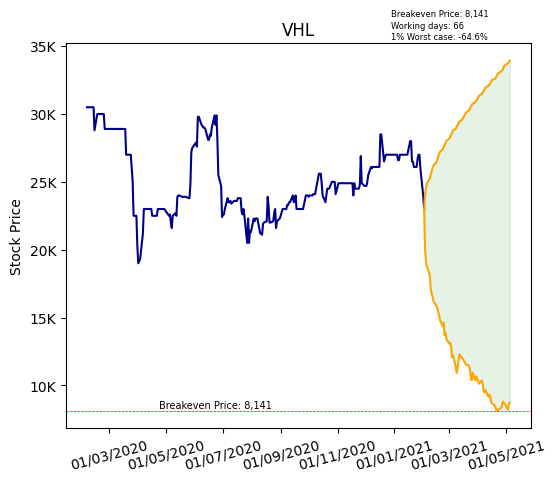 Breakeven Price: 8,141
Working days: 66
1% Worst case: -64.6%
VHL
Stock Price
35K
30K
25K
20K
15K
10K
Breakeven Price: 8,141
01/03/2020
01/05/2020
01/07/2020
01/09/2020
01/11/2020
01/01/2021
01/03/2021
01/05/2021